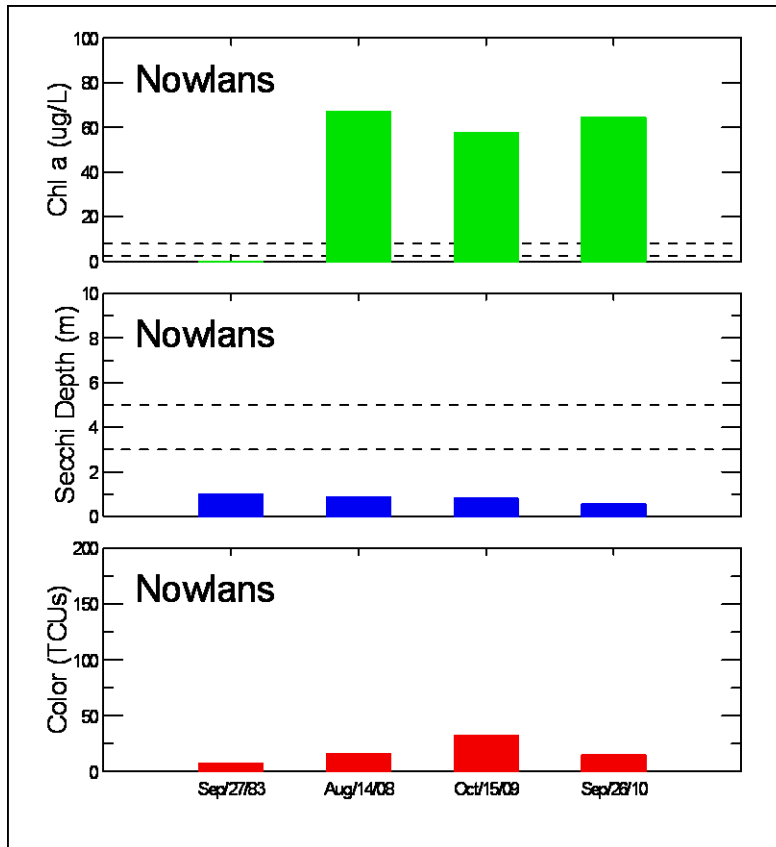 100
80
60
40
20
0
Chl a (ug/L)
Nowlans
10
8
6
4
2
0
Secchi Depth (m)
Nowlans
200
150
100
50
0
Color (TCUs)
Nowlans
Sep/27/83 Aug/14/08 Oct/15/09 Sep/26/10